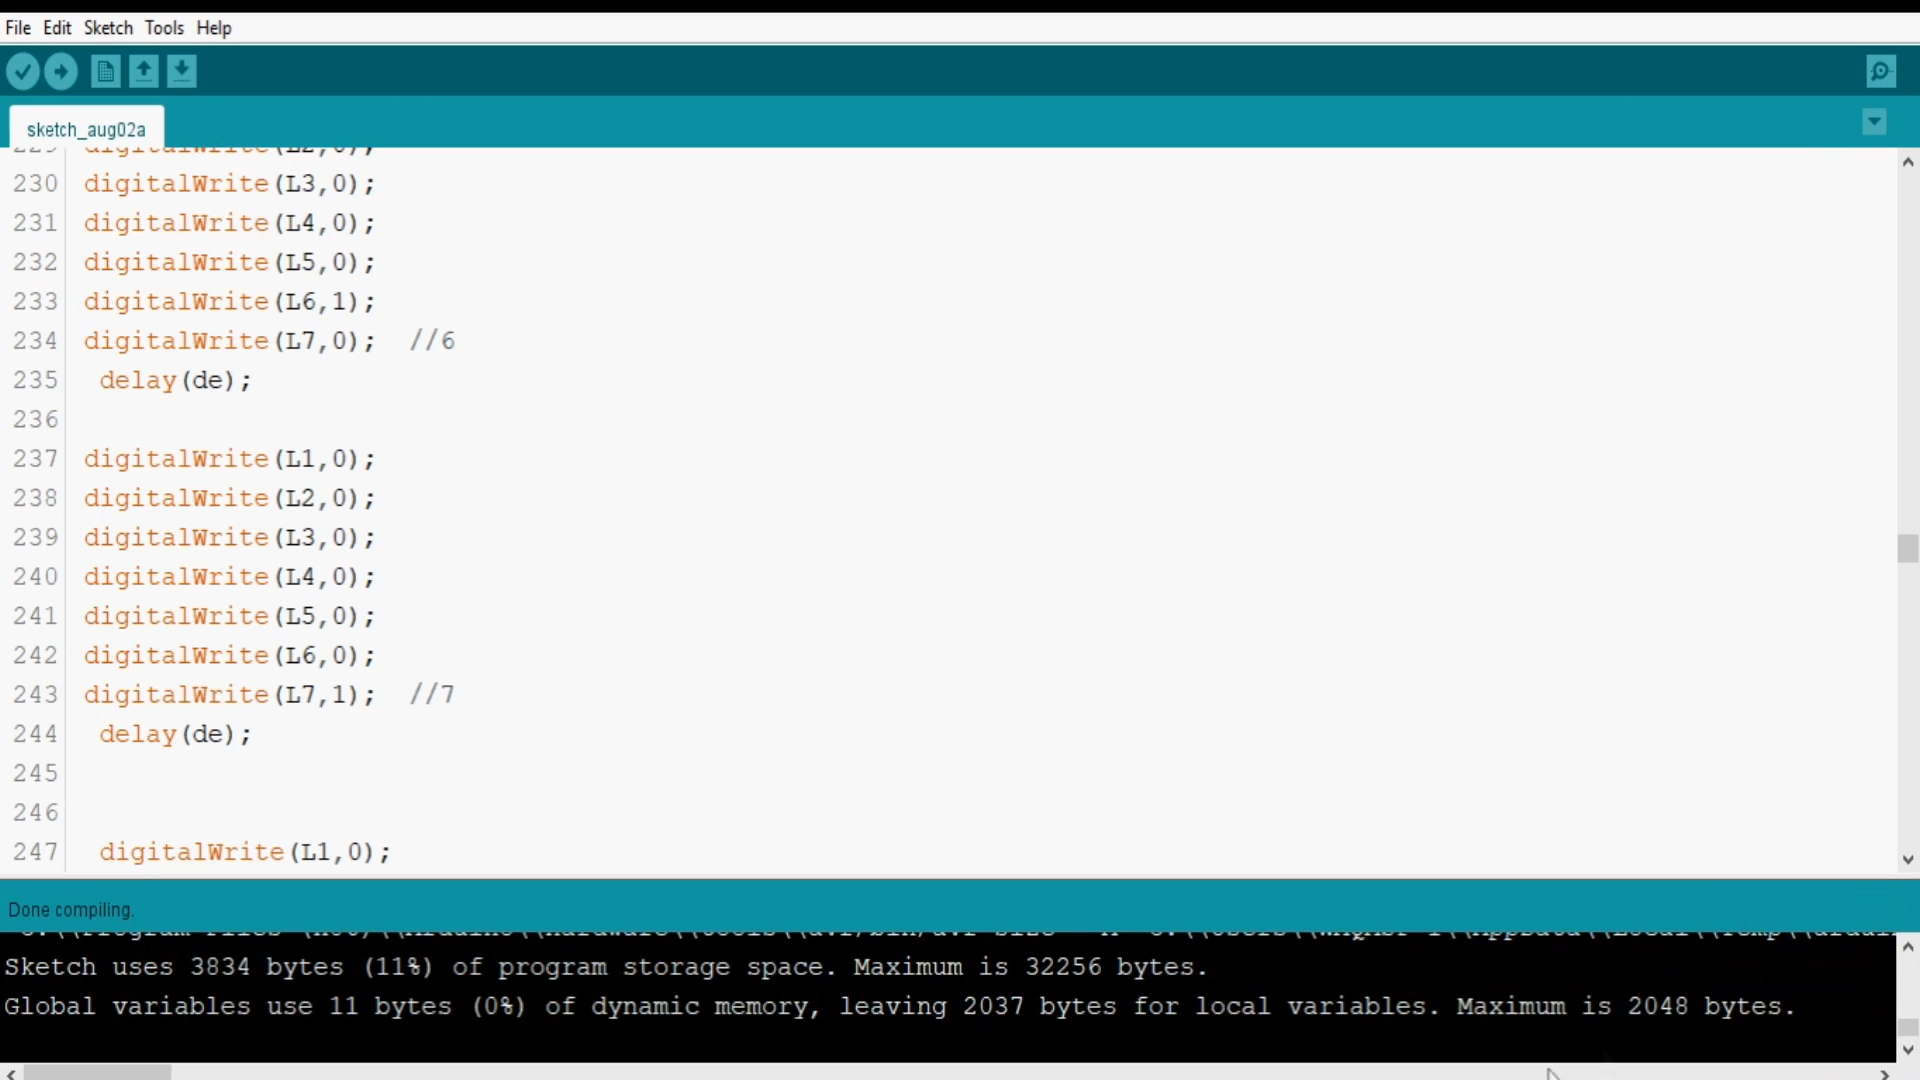 File Edit Sketch Tools Help
sketch_aug02a
229 digitalWrite(L2,0);
230 digitalWrite(L3,0);
231 digitalWrite(L4,0);
232 digitalWrite(L5,0);
233 digitalWrite(L6,1);
234 digitalWrite(L7,0);  //6
235 delay(de);
236
237 digitalWrite(L1,0);
238 digitalWrite(L2,0);
239 digitalWrite(L3,0);
240 digitalWrite(L4,0);
241 digitalWrite(L5,0);
242 digitalWrite(L6,0);
243 digitalWrite(L7,1);  //7
244 delay(de);
245
246
247 digitalWrite(L1,0);
Done compiling.
Sketch uses 3834 bytes (11%) of program storage space. Maximum is 32256 bytes.
Global variables use 11 bytes (0%) of dynamic memory, leaving 2037 bytes for local variables. Maximum is 2048 bytes.